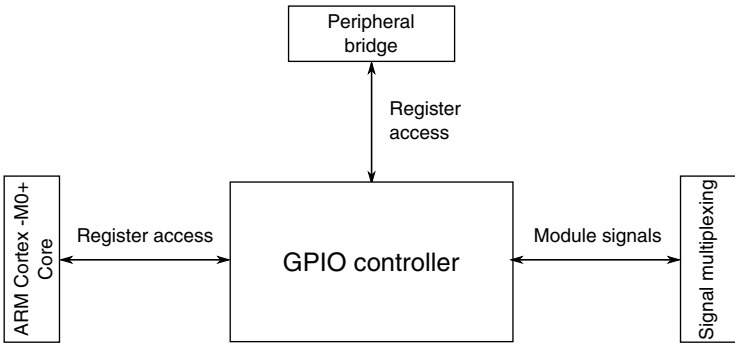 Peripheral
bridge
Register
access
ARM Cortex -M0+
Core
Register access
GPIO controller
Module signals
Signal multiplexing